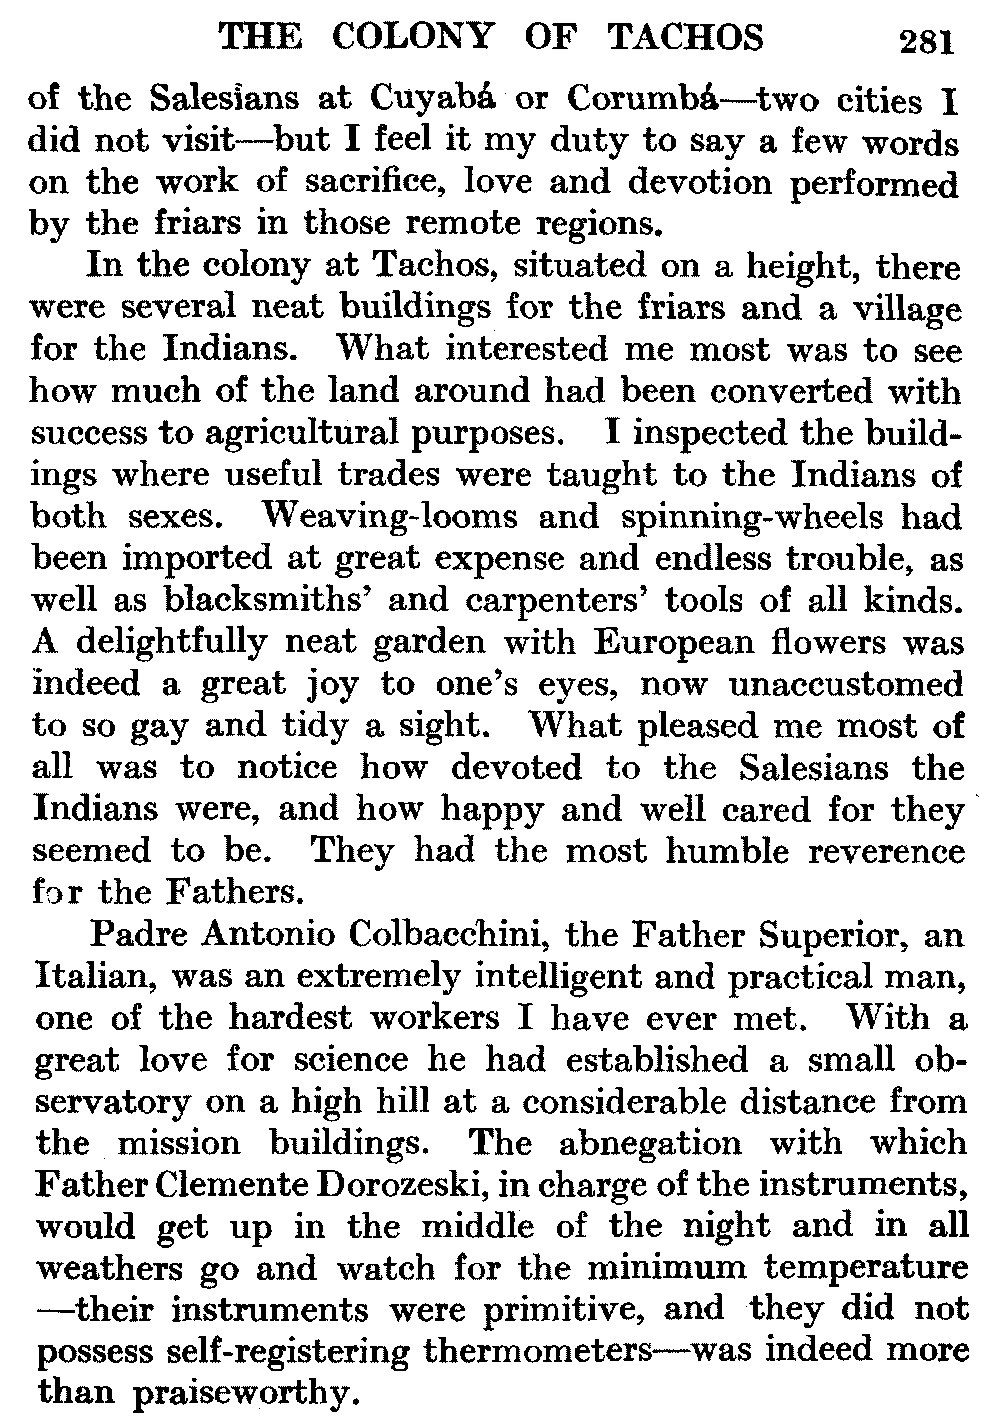 THE COLONY OF TACHOS 281
of the Salesians at Cuyabá or Corumbá—two cities I
did not visit—but I feel it my duty to say a few words
on the work of sacrifice, love and devotion performed
by the friars in those remote regions.
In the colony at Tachos, situated on a height, there
were several neat buildings for the friars and a village
for the Indians. What interested me most was to see
how much of the land around had been converted with
success to agricultural purposes. I inspected the build-
ings where useful trades were taught to the Indians of
both sexes. Weaving-looms and spinning-wheels had
been imported at great expense and endless trouble, as
well as blacksmiths’ and carpenters’ tools of all kinds.
A delightfully neat garden with European flowers was
indeed a great joy to one’s eyes, now unaccustomed
to so gay and tidy a sight. What pleased me most of
all was to notice how devoted to the Salesians the
Indians were, and how happy and well cared for they
seemed to be. They had the most humble reverence
for the Fathers.
Padre Antonio Colbacchini, the Father Superior, an
Italian, was an extremely intelligent and practical man,
one of the hardest workers I have ever met. With a
great love for science he had established a small ob-
servatory on a high hill at a considerable distance from
the mission buildings. The abnegation with which
Father Clemente Dorozeski, in charge of the instruments,
would get up in the middle of the night and in all
weathers go and watch for the minimum temperature
—their instruments were primitive, and they did not
possess self-registering thermometers—was indeed more
than praiseworthy.